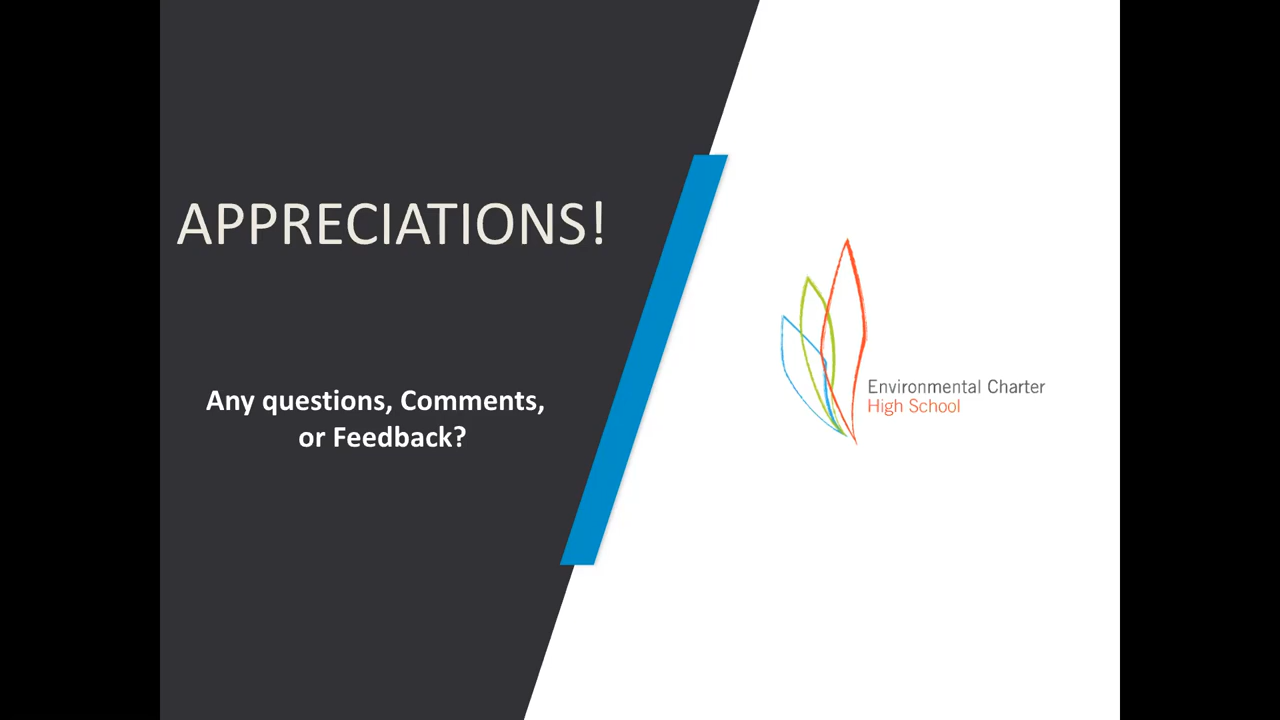 APPRECIATIONS!
Any questions, Comments,
or Feedback?
Environmental Charter
High School